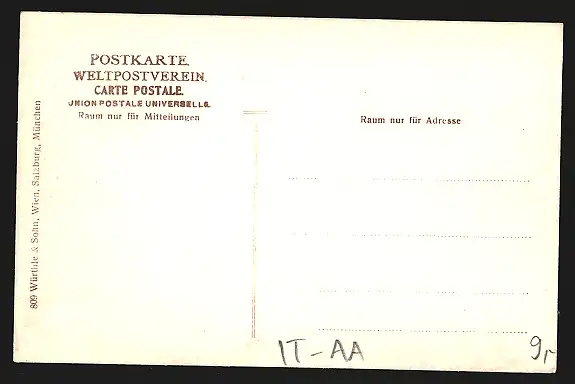 POSTKARTE.
WELTPOSTVEREIN.
CARTE POSTALE.
UNION POSTALE UNIVERSELLE.
Raum nur für Mitteilungen
Raum nur für Adresse
809 Würthle & Sohn, Wien, Salzburg, München
IT-AA
9,-